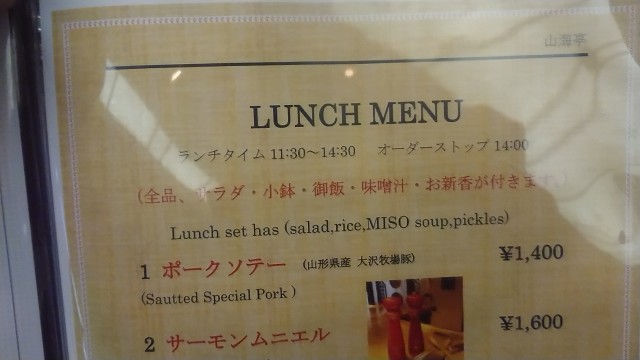 山海亭
LUNCH MENU
ランチタイム 11:30～14:30 オーダーストップ 14:00
(全品、サラダ・小鉢・御飯・味噌汁・お新香が付きます。)
Lunch set has (salad,rice,MISO soup,pickles)
1 ポークソテー (山形県産 大沢牧場豚) ¥1,400
(Sautted Special Pork )
2 サーモンムニエル ¥1,600